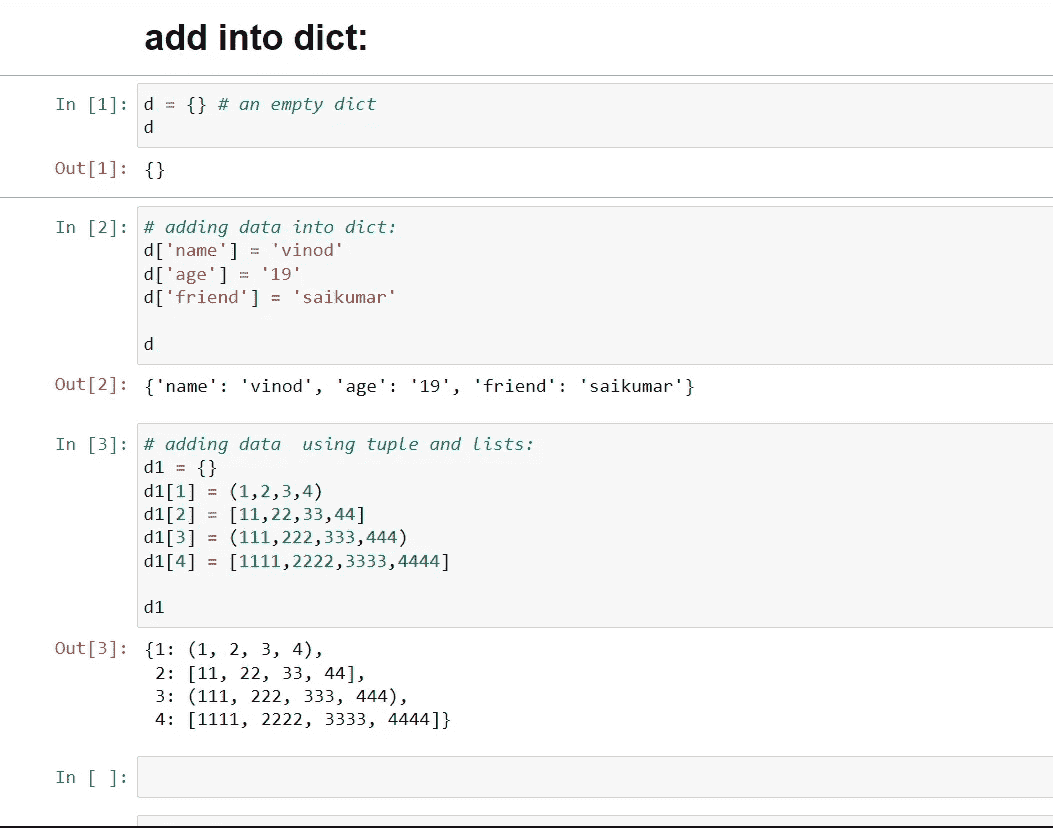 add into dict:
In [1]: d = {} # an empty dict
d
Out[1]: {}
In [2]: # adding data into dict:
d['name'] = 'vinod'
d['age'] = '19'
d['friend'] = 'saikumar'
d
Out[2]: {'name': 'vinod', 'age': '19', 'friend': 'saikumar'}
In [3]: # adding data  using tuple and lists:
d1 = {}
d1[1] = (1,2,3,4)
d1[2] = [11,22,33,44]
d1[3] = (111,222,333,444)
d1[4] = [1111,2222,3333,4444]
d1
Out[3]: {1: (1, 2, 3, 4),
2: [11, 22, 33, 44],
3: (111, 222, 333, 444),
4: [1111, 2222, 3333, 4444]}
In [ ]: